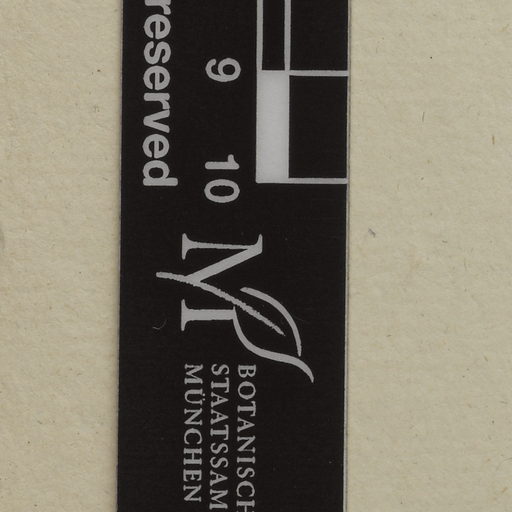 reserved
9 10
M
BOTANISCH
STAATSSAM
MÜNCHEN